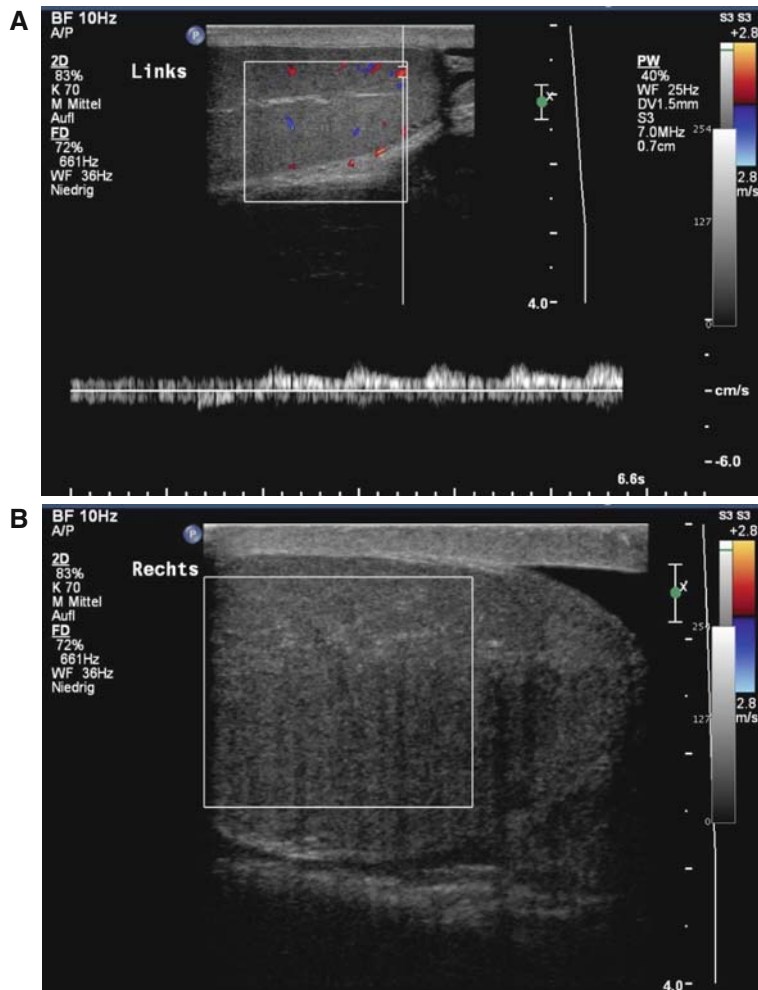 A
BF 10Hz
A/P
2D
83%
K 70
M Mittel
Aufl
FD
72%
661Hz
WF 36Hz
Niedrig
P
Links
X
4.0
PW
40%
WF 25Hz
DV1.5mm
S3
7.0MHz
0.7cm
S3 S3
+2.8
254
2.8
m/s
127
0
cm/s
-6.0
6.6s
B
BF 10Hz
A/P
2D
83%
K 70
M Mittel
Aufl
FD
72%
661Hz
WF 36Hz
Niedrig
P
Rechts
X
4.0
S3 S3
+2.8
254
2.8
m/s
127
0